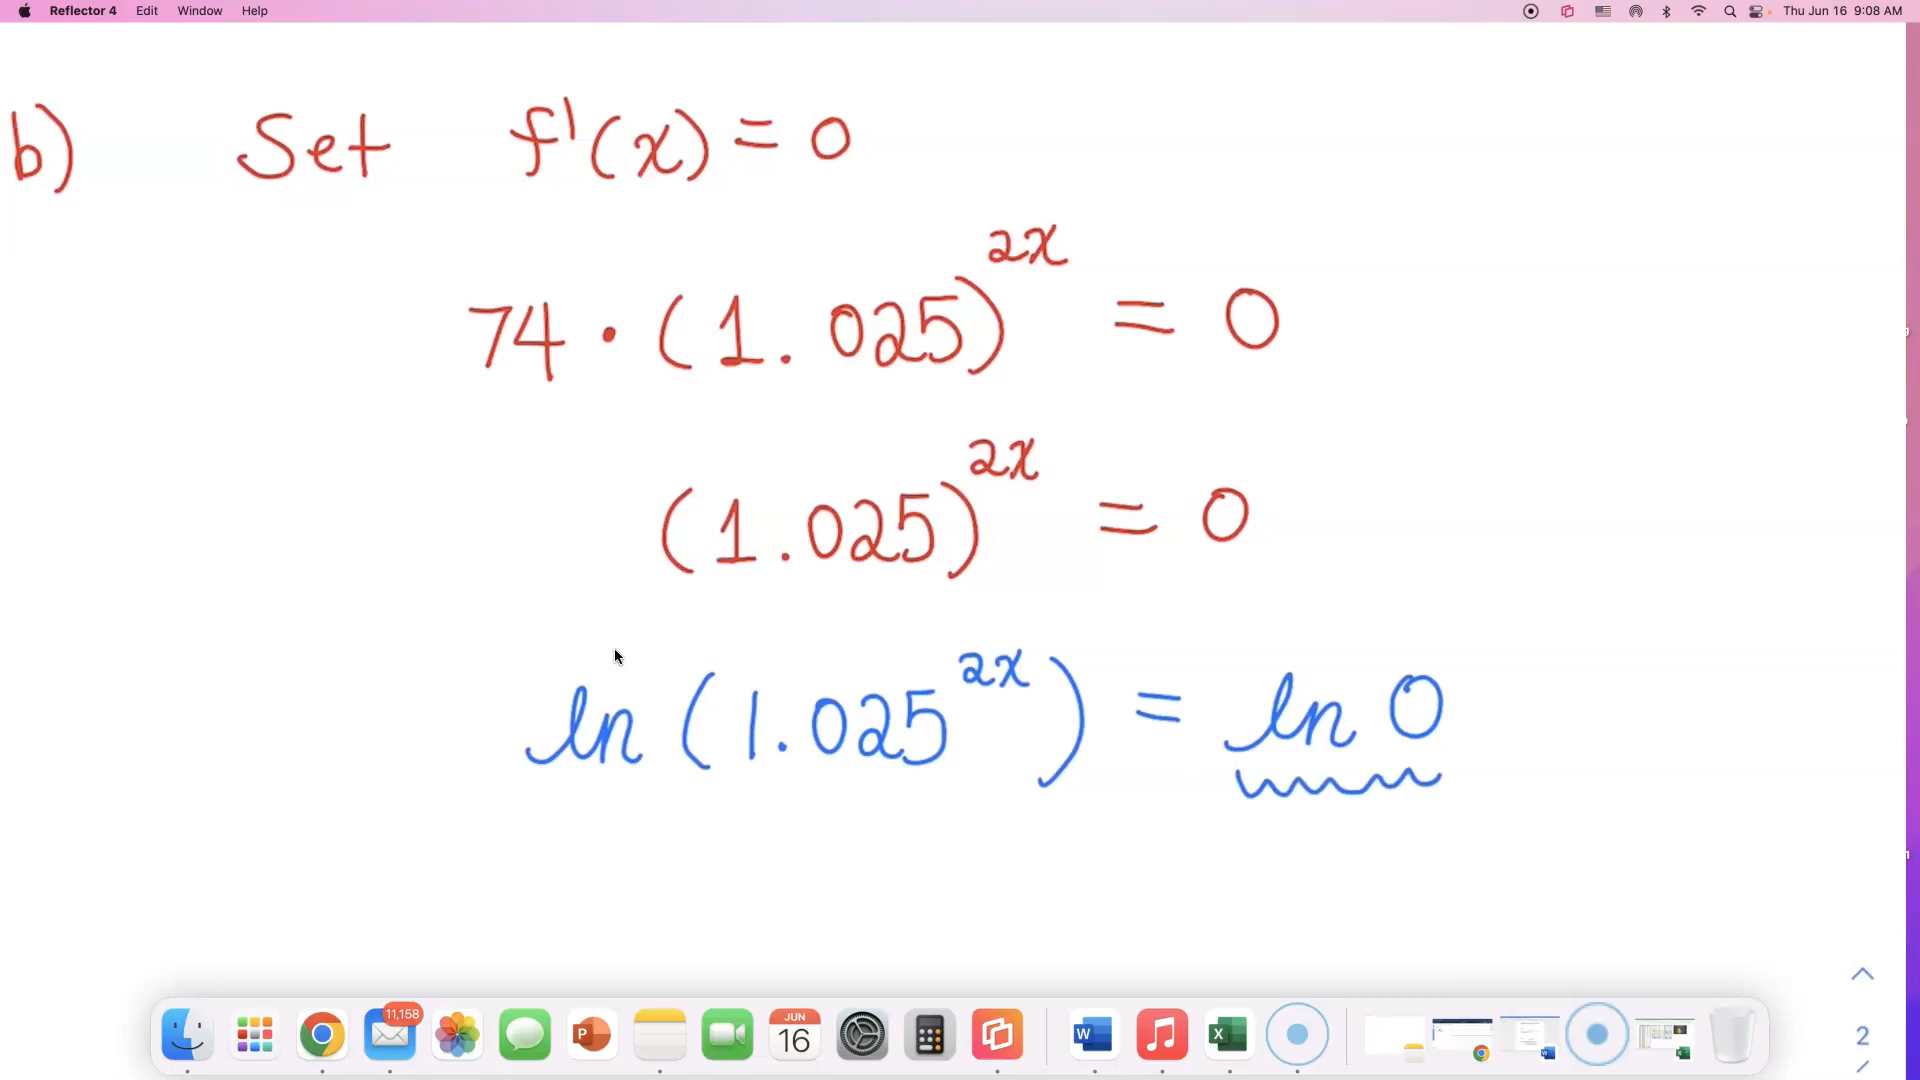 Reflector 4 Edit Window Help Thu Jun 16 9:08 AM
b) Set f'(x) = 0
74 · (1.025)^2x = 0
(1.025)^2x = 0
ln (1.025^2x) = ln 0
11,158
JUN
16
P
W
X
2